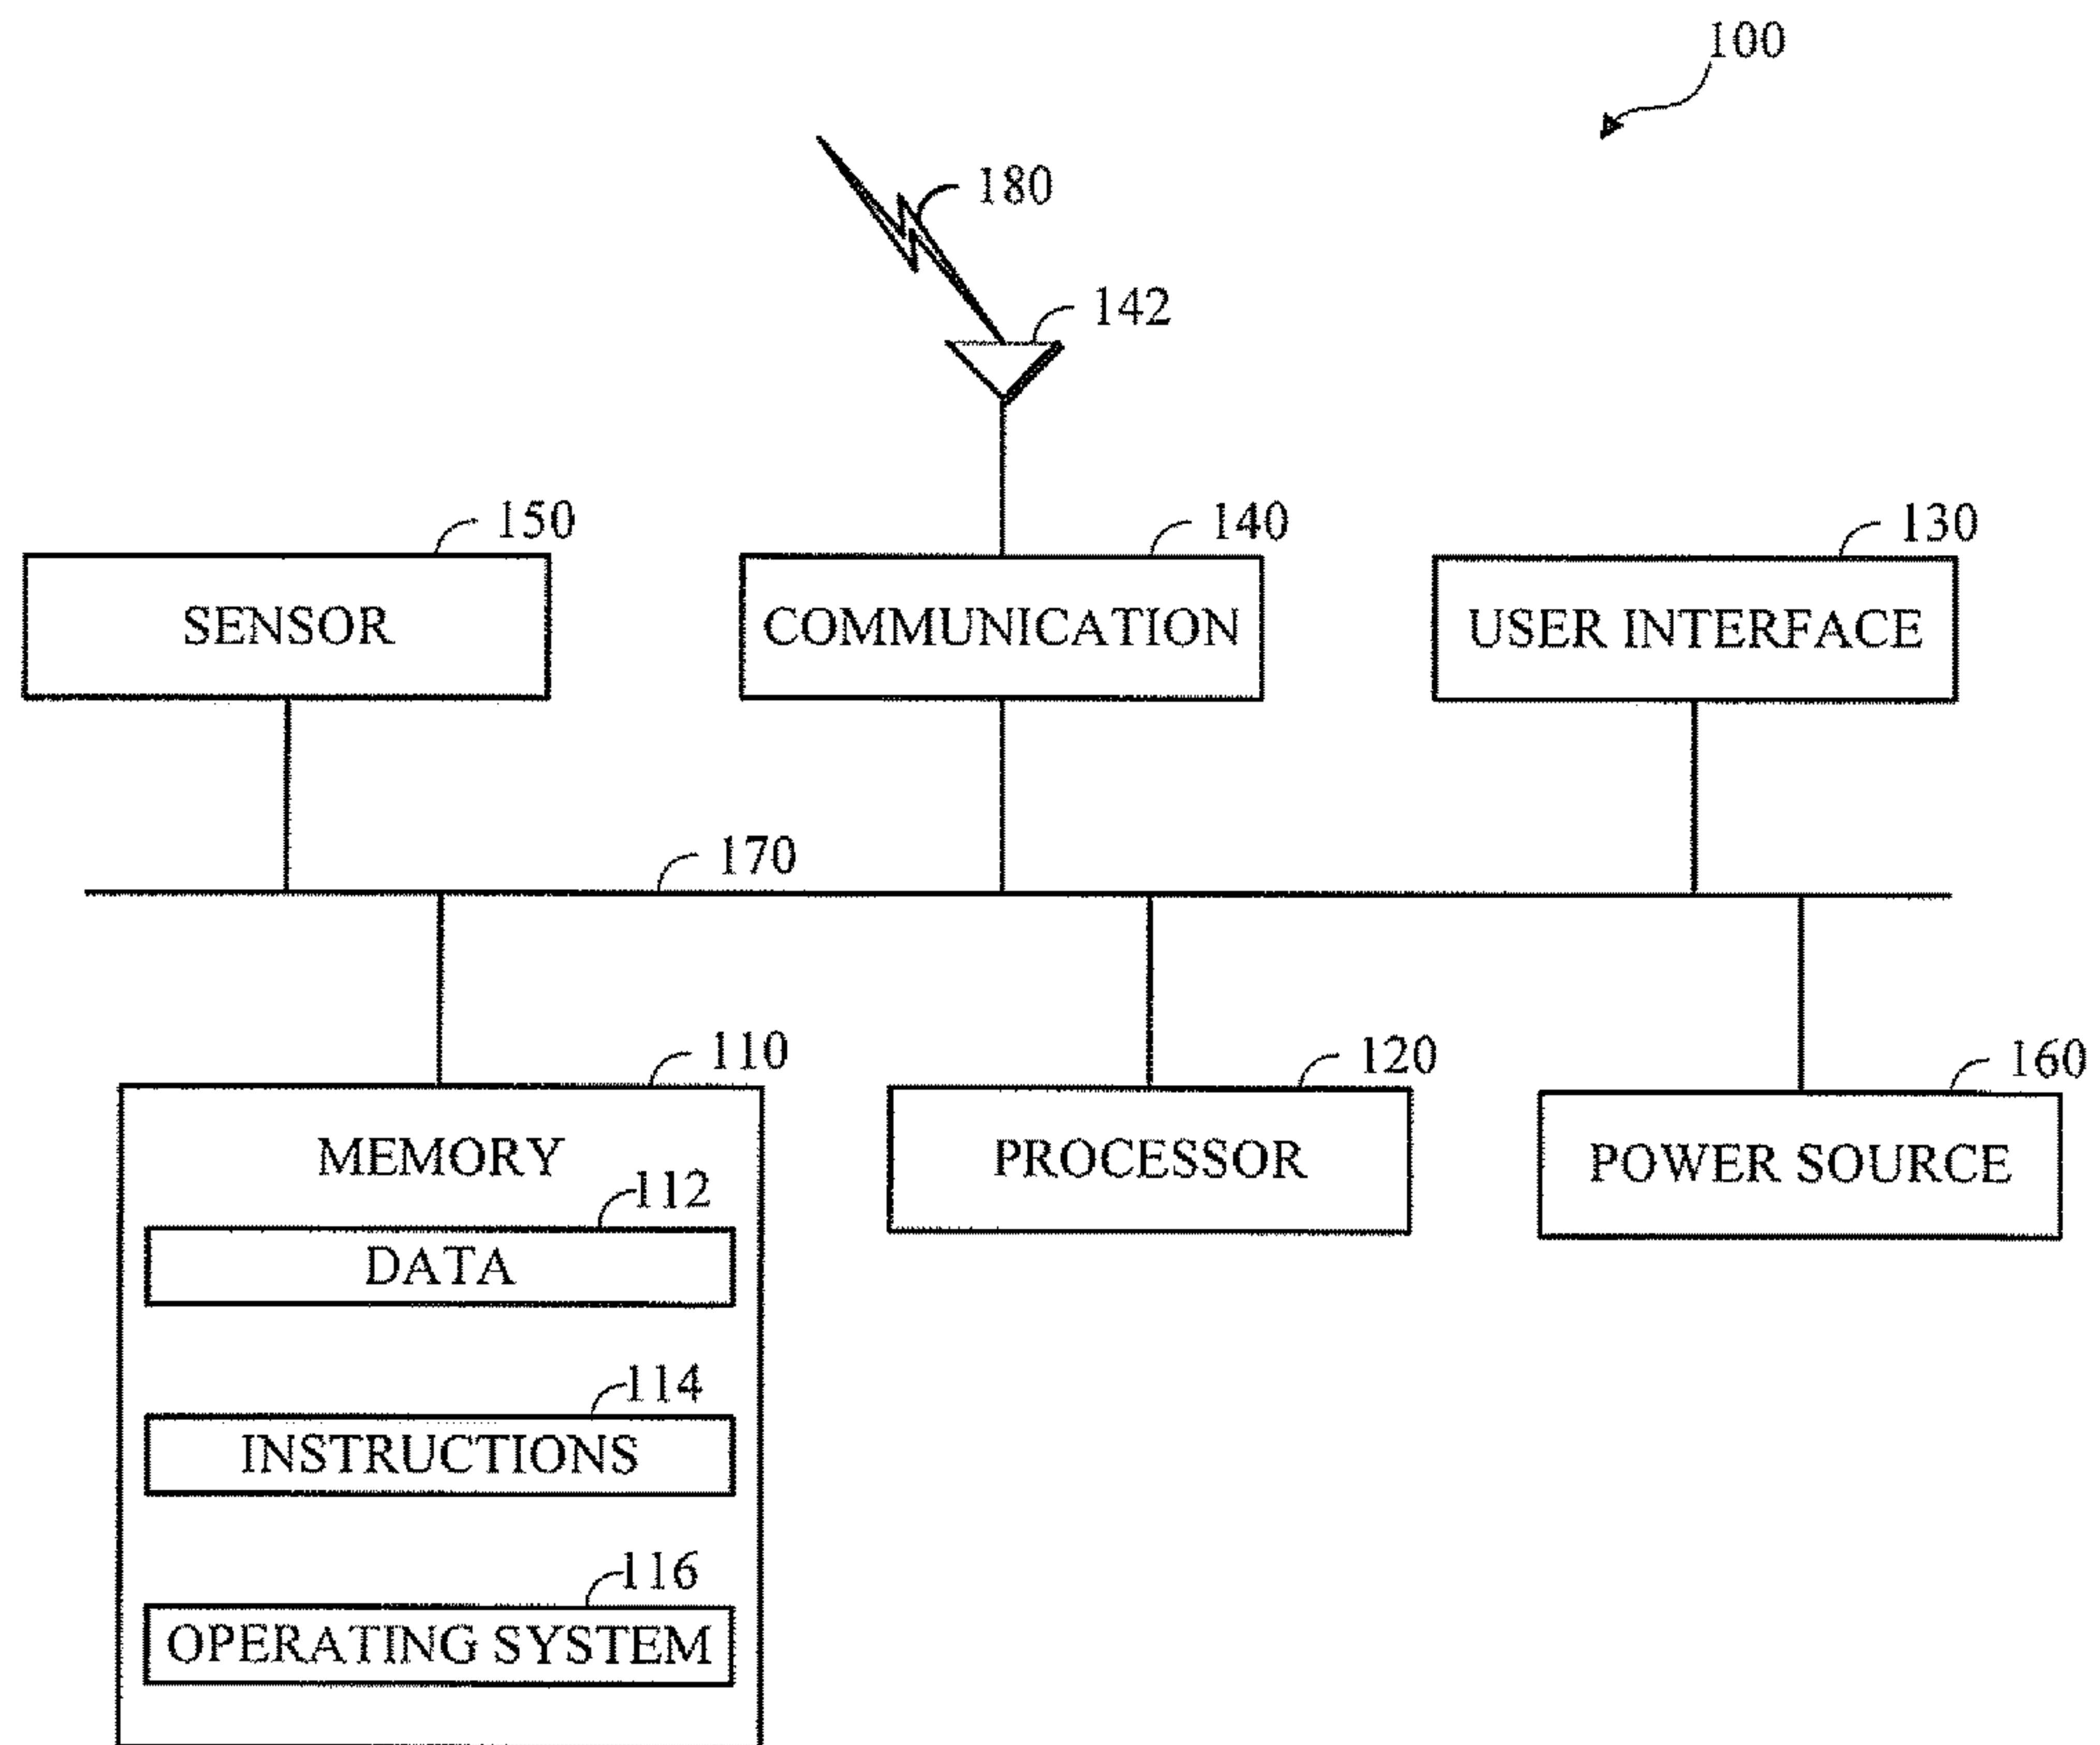 100
180
142
150
140
130
SENSOR
COMMUNICATION
USER INTERFACE
170
110
120
160
MEMORY
PROCESSOR
POWER SOURCE
112
DATA
114
INSTRUCTIONS
116
OPERATING SYSTEM